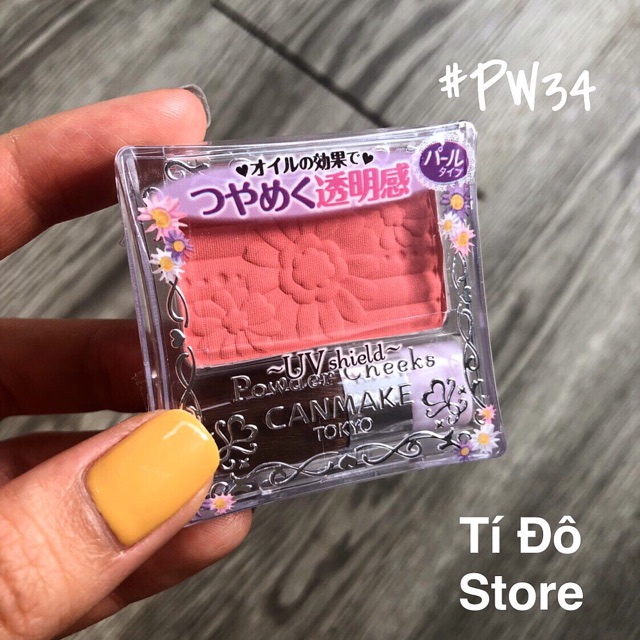 #PW34
♥オイルの効果で♥
つやめく透明感
パール
タイプ
~UV shield~
Powder Cheeks
CANMAKE
TOKYO
Tí Đô
Store